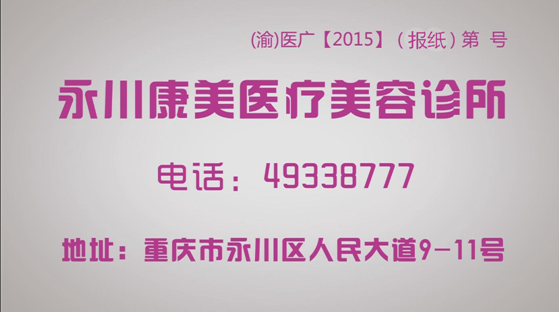 (渝)医广【2015】(报纸)第 号
永川康美医疗美容诊所
电话：49338777
地址：重庆市永川区人民大道9-11号